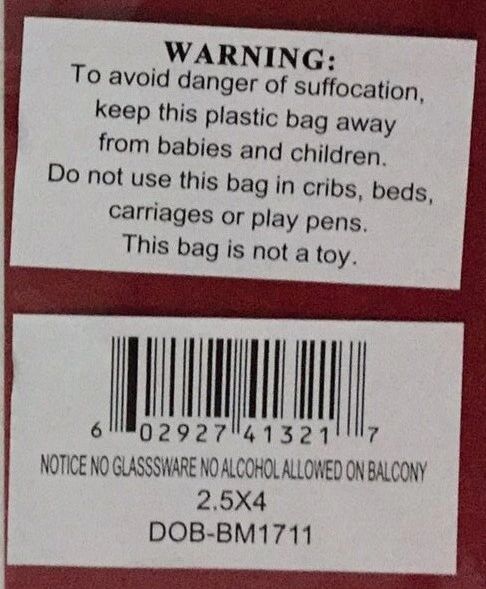 WARNING:
To avoid danger of suffocation,
keep this plastic bag away
from babies and children.
Do not use this bag in cribs, beds,
carriages or play pens.
This bag is not a toy.
6 02927 41321 7
NOTICE NO GLASSSWARE NO ALCOHOL ALLOWED ON BALCONY
2.5X4
DOB-BM1711